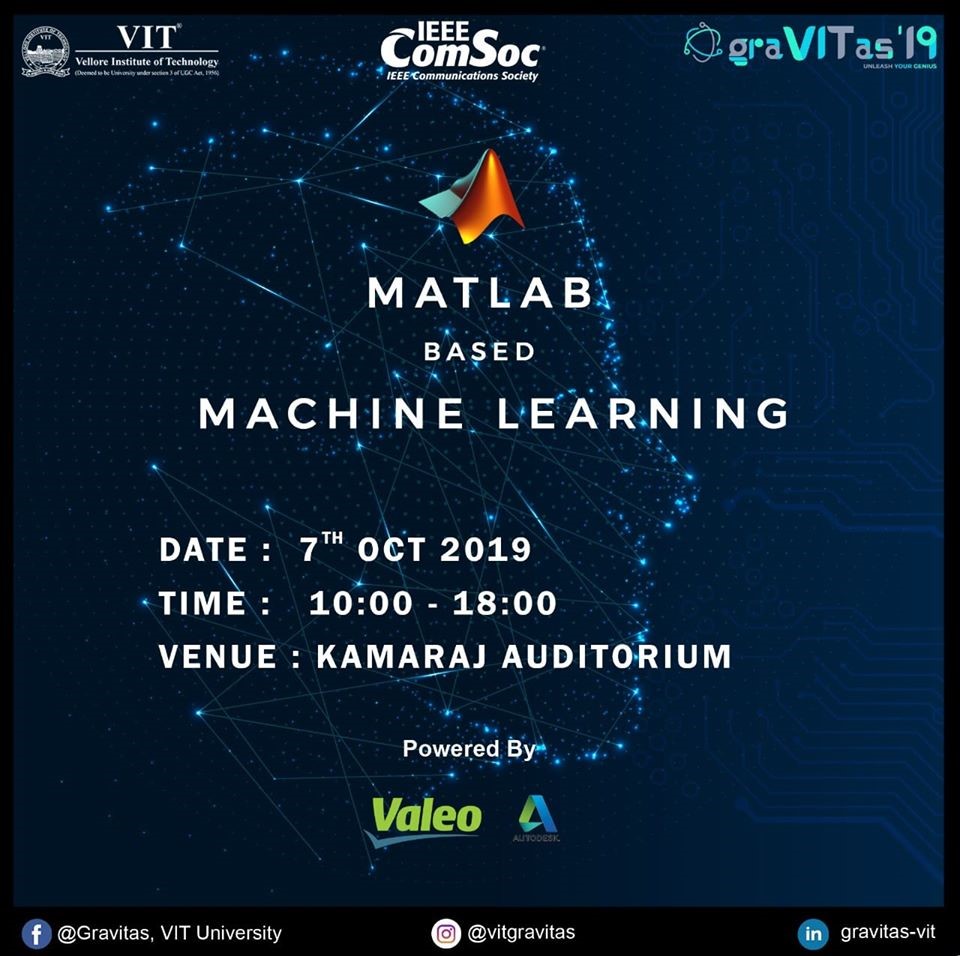 VIT®
Vellore Institute of Technology
(Deemed to be University under section 3 of UGC Act, 1956)
IEEE
ComSoc®
IEEE Communications Society
graVITas'19
UNLEASH YOUR GENIUS
MATLAB
BASED
MACHINE LEARNING
DATE : 7TH OCT 2019
TIME : 10:00 - 18:00
VENUE : KAMARAJ AUDITORIUM
Powered By
Valeo
AUTODESK.
@Gravitas, VIT University
@vitgravitas
in gravitas-vit